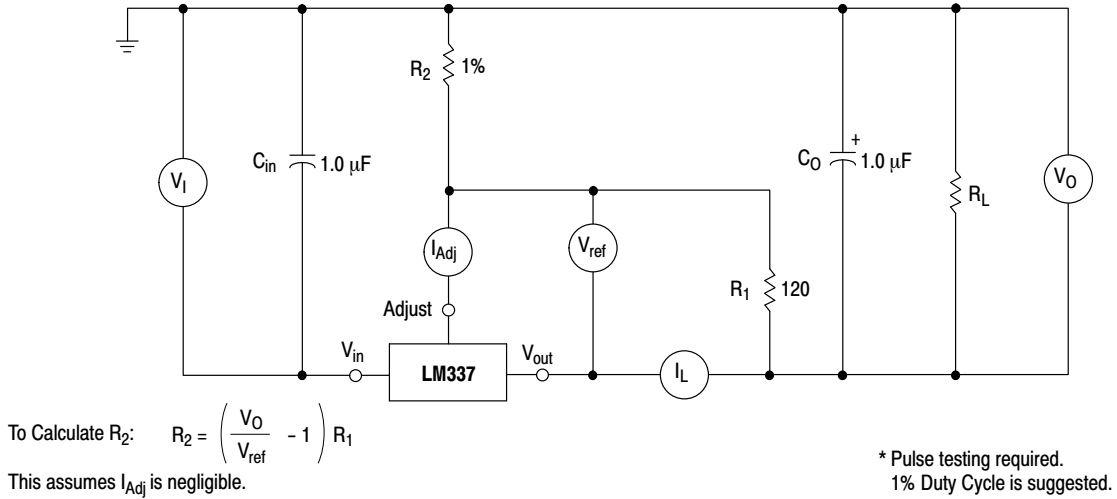 R2 1%
Cin 1.0 μF
CO + 1.0 μF
VI
RL
VO
IAdj
Vref
R1 120
Adjust
Vin
LM337
Vout
IL
To Calculate R2: R2 = ( VO / Vref - 1 ) R1
This assumes IAdj is negligible.
* Pulse testing required.
1% Duty Cycle is suggested.